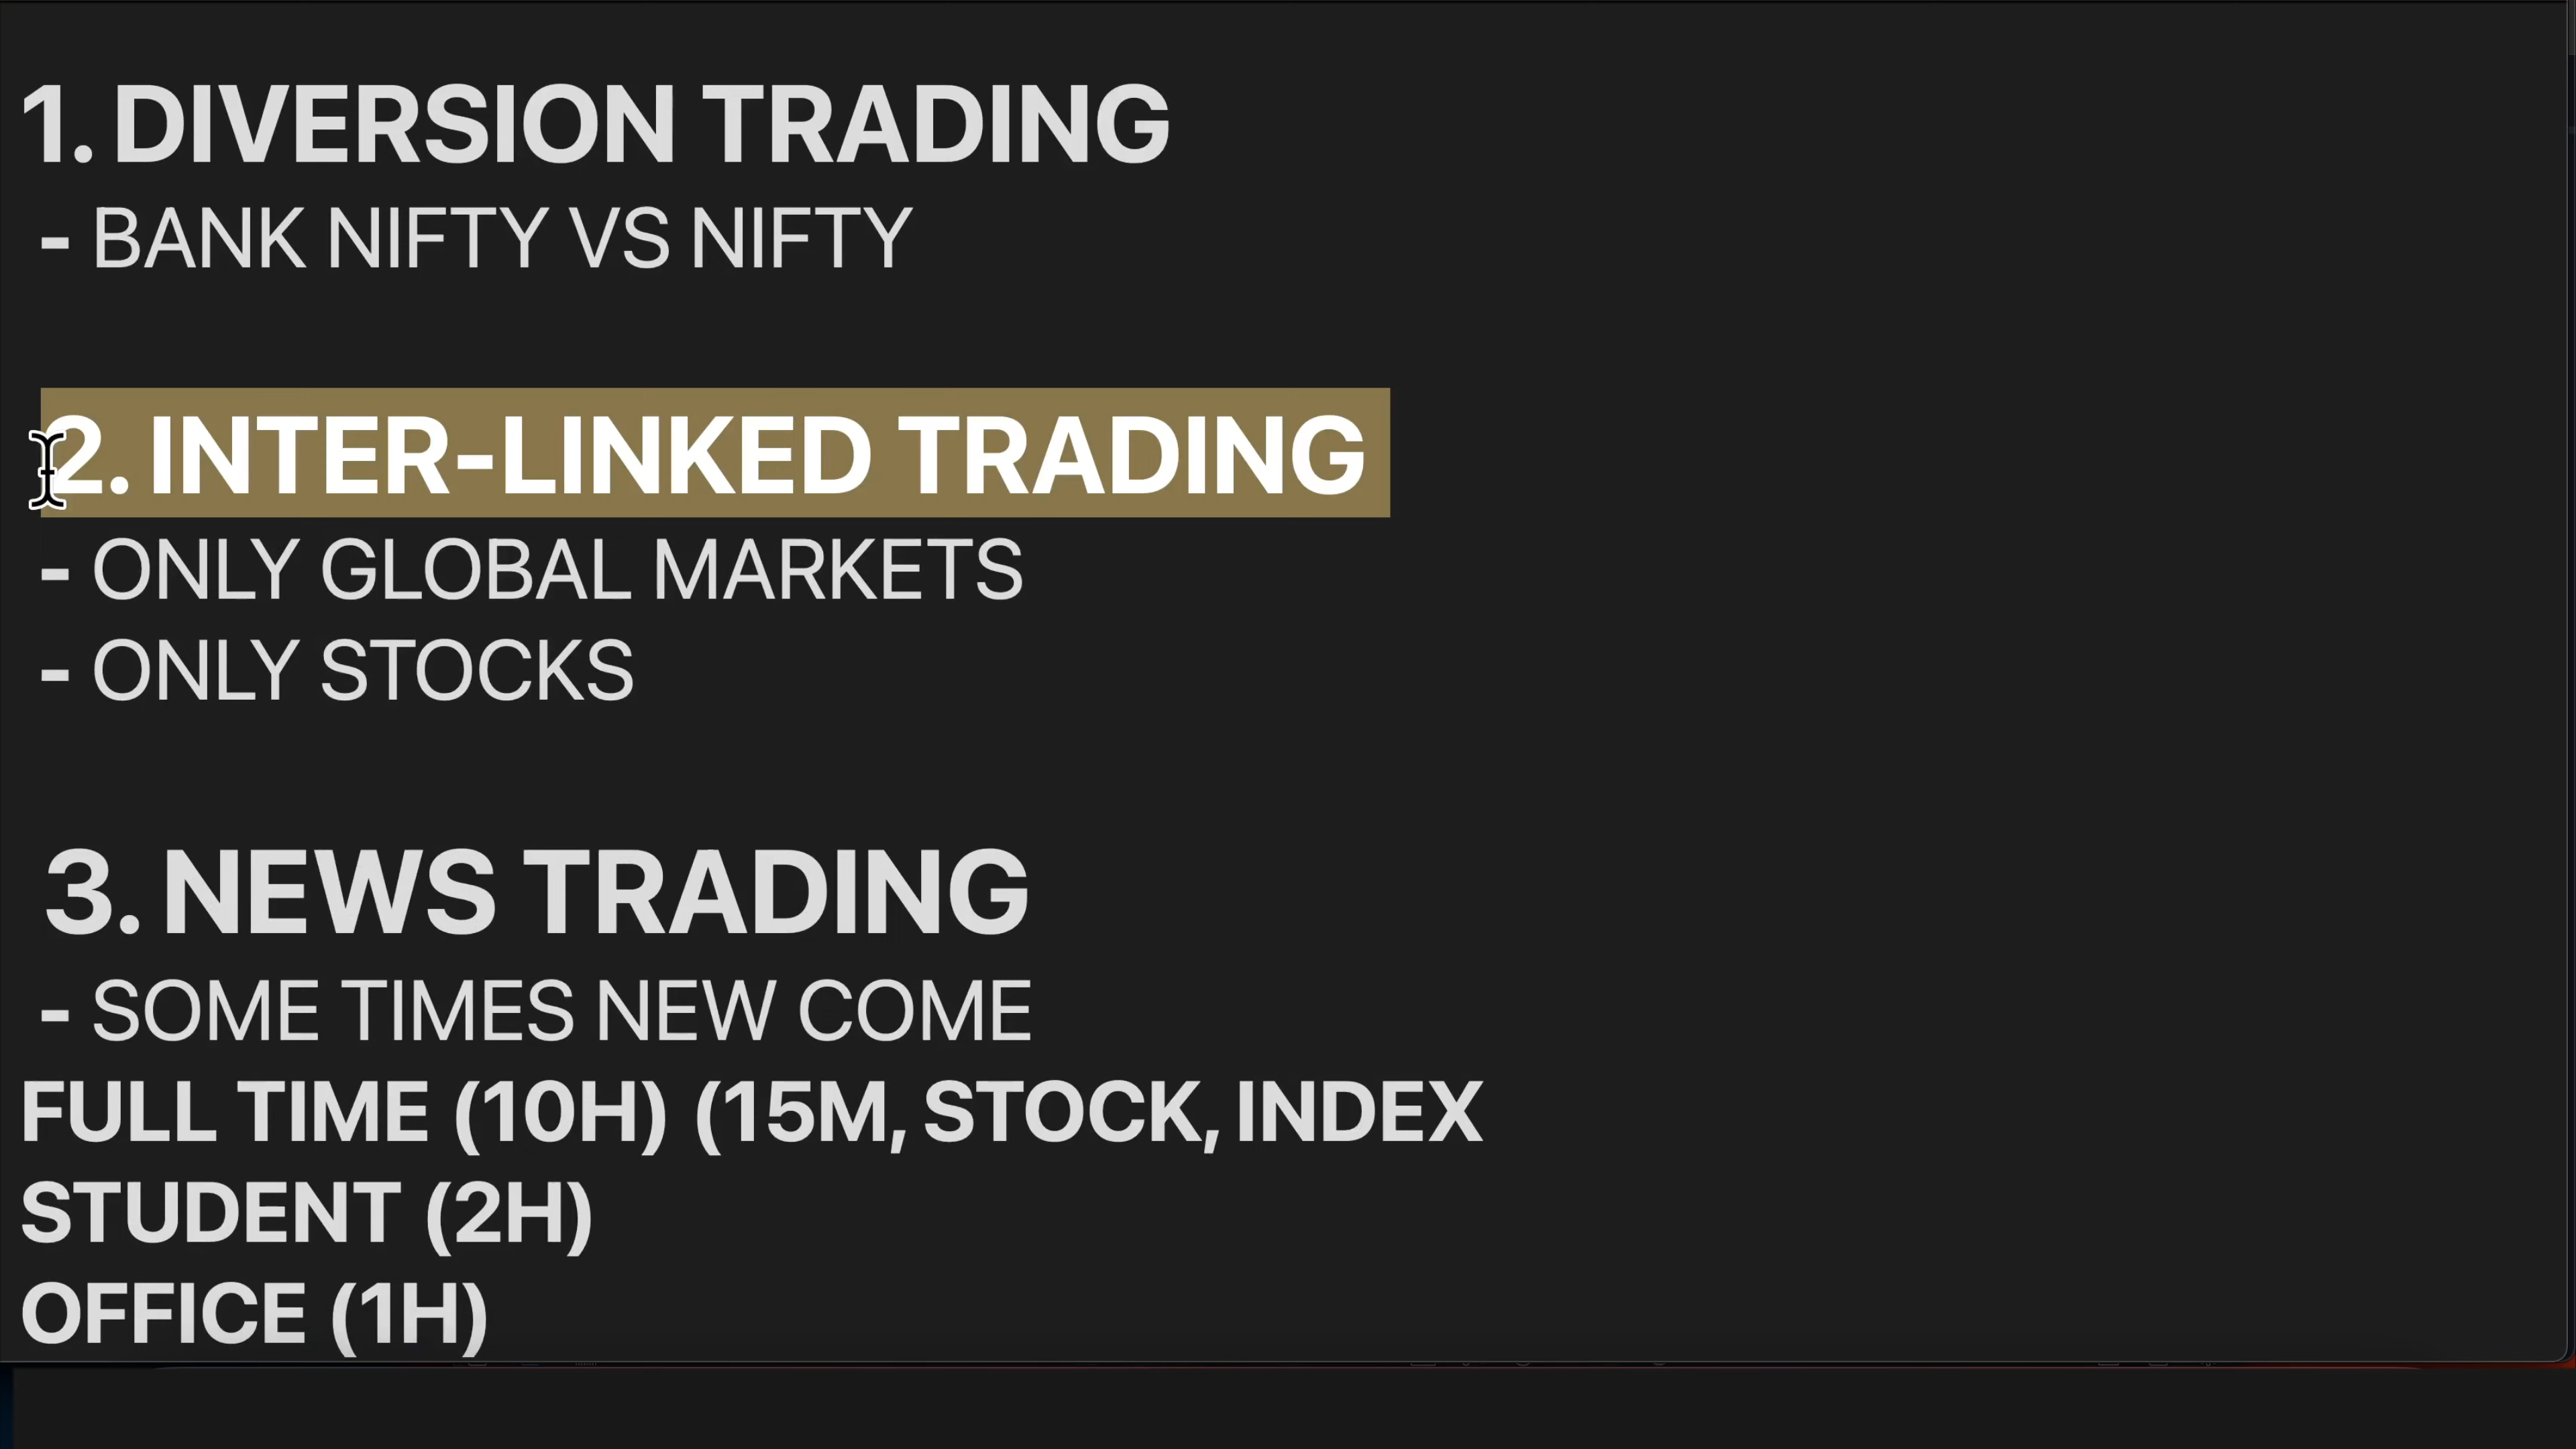 1. DIVERSION TRADING
- BANK NIFTY VS NIFTY
2. INTER-LINKED TRADING
- ONLY GLOBAL MARKETS
- ONLY STOCKS
3. NEWS TRADING
- SOME TIMES NEW COME
FULL TIME (10H) (15M, STOCK, INDEX
STUDENT (2H)
OFFICE (1H)